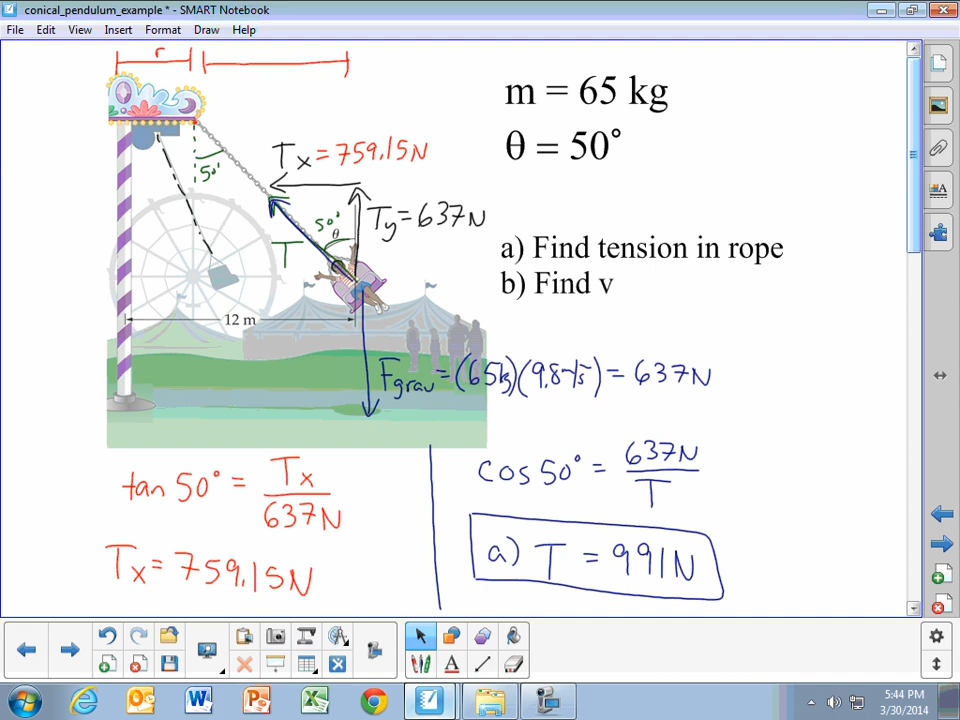 conical_pendulum_example * - SMART Notebook
File Edit View Insert Format Draw Help
r
m = 65 kg
θ = 50°
Tx = 759.15N
50°
50°
θ
Ty = 637N
T
a) Find tension in rope
b) Find v
12 m
Fgrav = (65kg)(9.8m/s²) = 637N
tan 50° = Tx / 637N
Tx = 759.15N
cos 50° = 637N / T
a) T = 991N
5:44 PM
3/30/2014